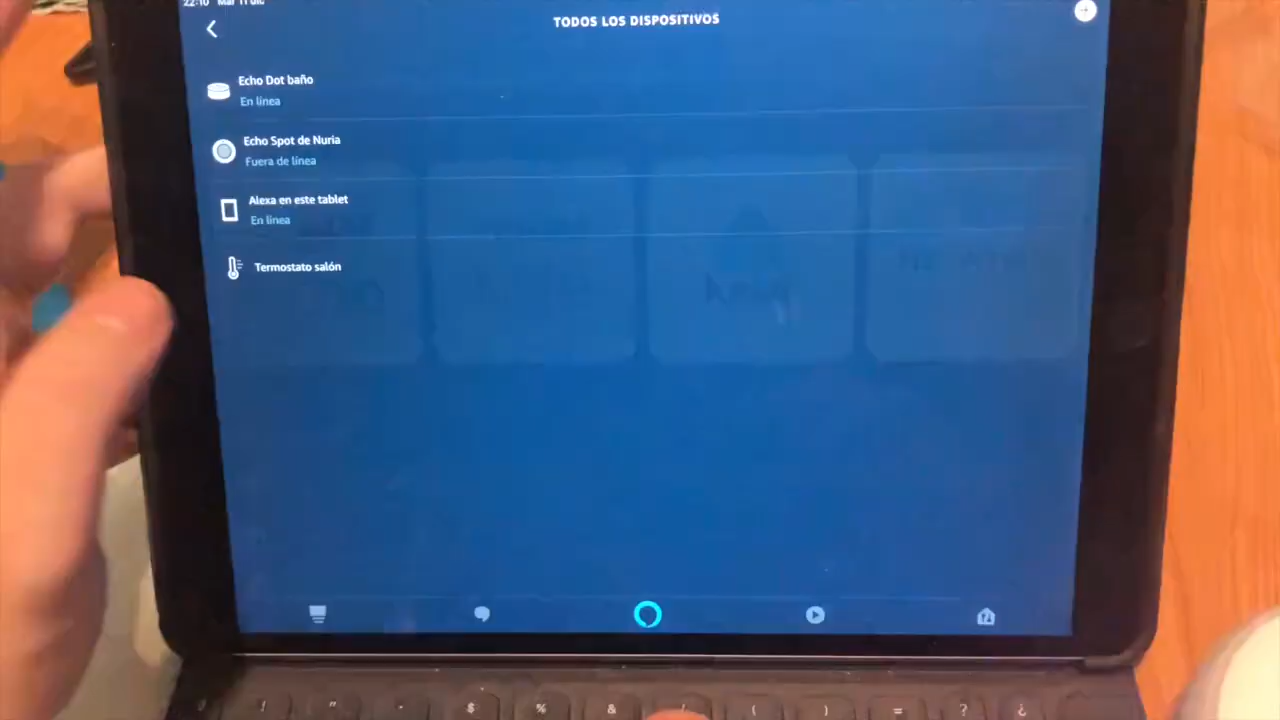 22:10 Mar 11 dic
TODOS LOS DISPOSITIVOS
Echo Dot baño
En línea
Echo Spot de Nuria
Fuera de línea
Alexa en este tablet
En línea
Termostato salón
! " · $ % & / ( ) = ? ¿